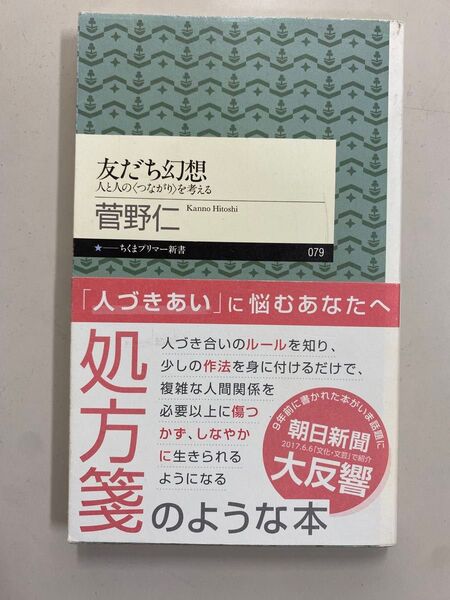 友だち幻想
人と人の〈つながり〉を考える
菅野仁
Kanno Hitoshi
★──ちくまプリマー新書
079
「人づきあい」に悩むあなたへ
処方箋のような本
人づき合いのルールを知り、
少しの作法を身に付けるだけで、
複雑な人間関係を
必要以上に傷つ
かず、しなやか
に生きられる
ようになる
9年前に書かれた本がいま話題に
朝日新聞
2017.6.6「文化・文芸」で紹介
大反響